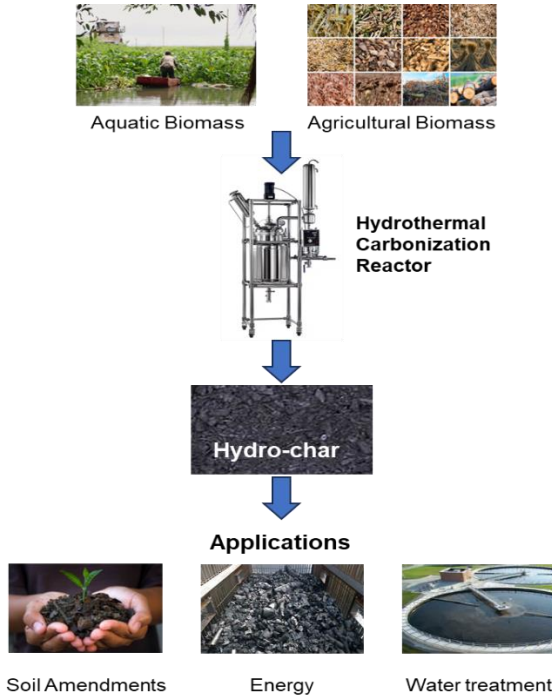 Aquatic Biomass
Agricultural Biomass
Hydrothermal
Carbonization
Reactor
Hydro-char
Applications
Soil Amendments
Energy
Water treatment